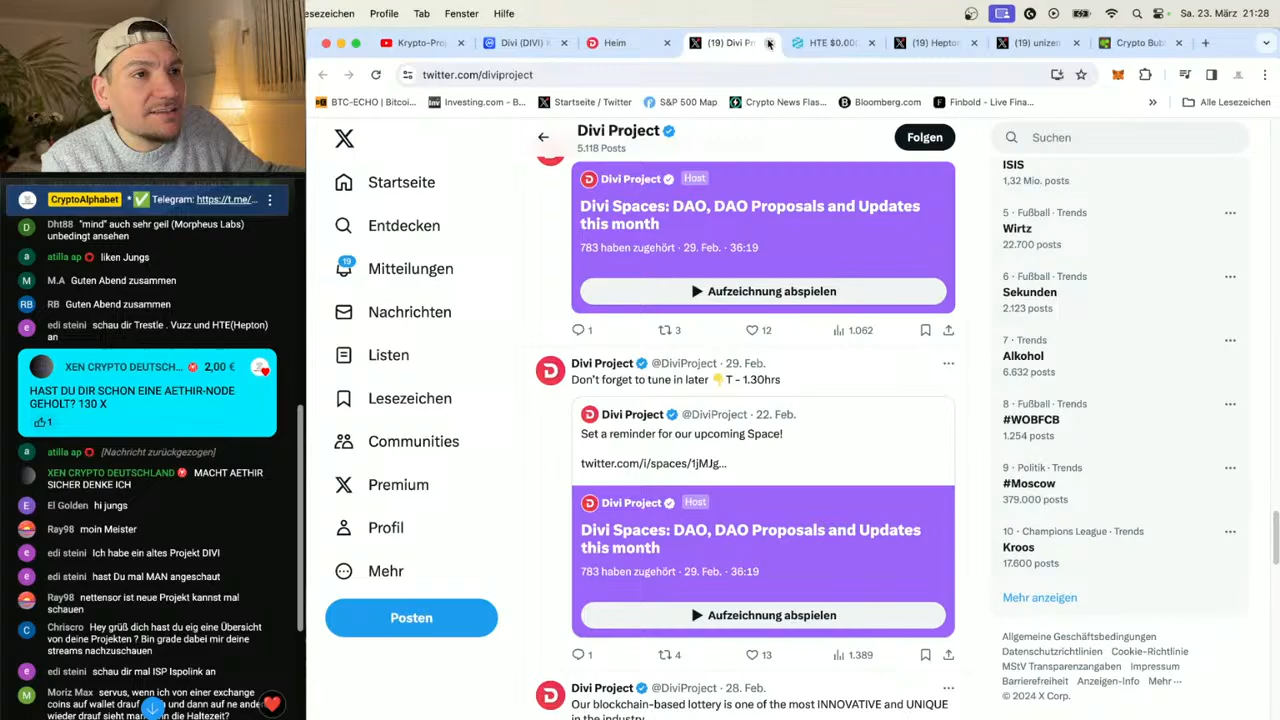 esezeichen Profile Tab Fenster Hilfe
Sa. 23. März 21:28
Krypto-Pro
Divi (DIVI) K
Heim
(19) Divi Pr
HTE $0.00
(19) Hepton
(19) unizen
Crypto Bub
twitter.com/diviproject
BTC-ECHO | Bitcoi...
Investing.com - B...
Startseite / Twitter
S&P 500 Map
Crypto News Flas...
Bloomberg.com
Finbold - Live Fina...
Alle Lesezeichen
CryptoAlphabet * ✅ Telegram: https://t.me/...
Dht88 "mind" auch sehr geil (Morpheus Labs)
unbedingt ansehen
atilla ap ⭕ liken Jungs
M.A Guten Abend zusammen
RB Guten Abend zusammen
edi steini schau dir Trestle . Vuzz und HTE(Hepton)
an
XEN CRYPTO DEUTSCH... 2,00 €
HAST DU DIR SCHON EINE AETHIR-NODE
GEHOLT? 130 X
1
atilla ap ⭕ [Nachricht zurückgezogen]
XEN CRYPTO DEUTSCHLAND MACHT AETHIR
SICHER DENKE ICH
El Golden hi jungs
Ray98 moin Meister
edi steini Ich habe ein altes Projekt DIVI
edi steini hast Du mal MAN angeschaut
Ray98 nettensor ist neue Projekt kannst mal
schauen
Chriscro Hey grüß dich hast du eig eine Übersicht
von deine Projekten ? Bin grade dabei mir deine
streams nachzuschauen
edi steini schau dir mal ISP Ispolink an
Moriz Max servus, wenn ich von einer exchange
coins auf wallet drauf und dann auf ne ander
wieder drauf sieht man die Haltezeit?
Startseite
Entdecken
19
Mitteilungen
Nachrichten
Listen
Lesezeichen
Communities
Premium
Profil
Mehr
Posten
Divi Project
5.118 Posts
Folgen
Divi Project Host
Divi Spaces: DAO, DAO Proposals and Updates
this month
783 haben zugehört · 29. Feb. · 36:19
Aufzeichnung abspielen
1 3 12 1.062
Divi Project @DiviProject · 29. Feb.
Don't forget to tune in later 👇T - 1.30hrs
Divi Project @DiviProject · 22. Feb.
Set a reminder for our upcoming Space!
twitter.com/i/spaces/1jMJg...
Divi Project Host
Divi Spaces: DAO, DAO Proposals and Updates
this month
783 haben zugehört · 29. Feb. · 36:19
Aufzeichnung abspielen
1 4 13 1.389
Divi Project @DiviProject · 28. Feb.
Our blockchain-based lottery is one of the most INNOVATIVE and UNIQUE
in the industry
Suchen
ISIS
1,32 Mio. posts
5 · Fußball · Trends
Wirtz
22.700 posts
6 · Fußball · Trends
Sekunden
2.123 posts
7 · Trends
Alkohol
6.632 posts
8 · Fußball · Trends
#WOBFCB
1.254 posts
9 · Politik · Trends
#Moscow
379.000 posts
10 · Champions League · Trends
Kroos
17.600 posts
Mehr anzeigen
Allgemeine Geschäftsbedingungen
Datenschutzrichtlinien Cookie-Richtlinie
MStV Transparenzangaben Impressum
Barrierefreiheit Anzeigen-Info Mehr ···
© 2024 X Corp.